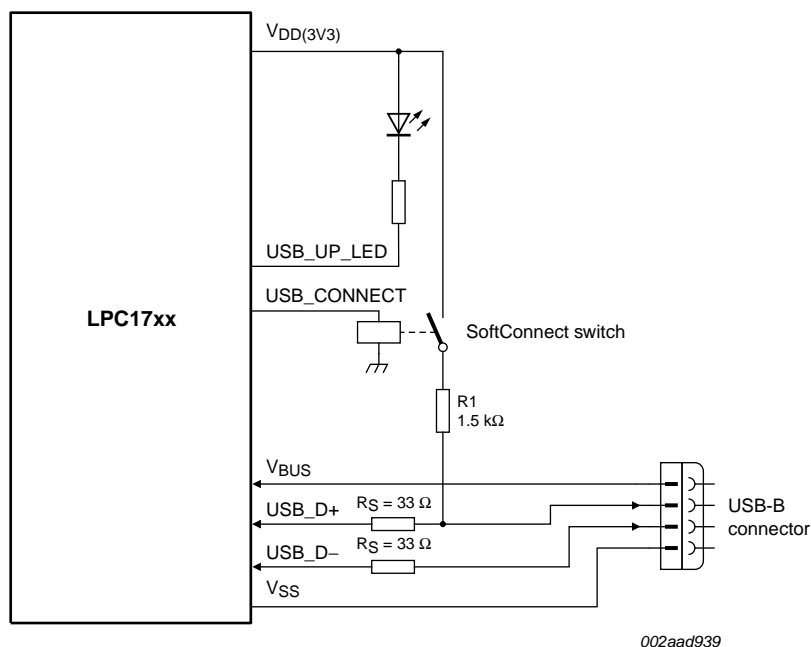 VDD(3V3)
USB_UP_LED
USB_CONNECT
LPC17xx
SoftConnect switch
R1
1.5 kΩ
VBUS
USB_D+
RS = 33 Ω
USB-B
connector
USB_D−
RS = 33 Ω
VSS
002aad939